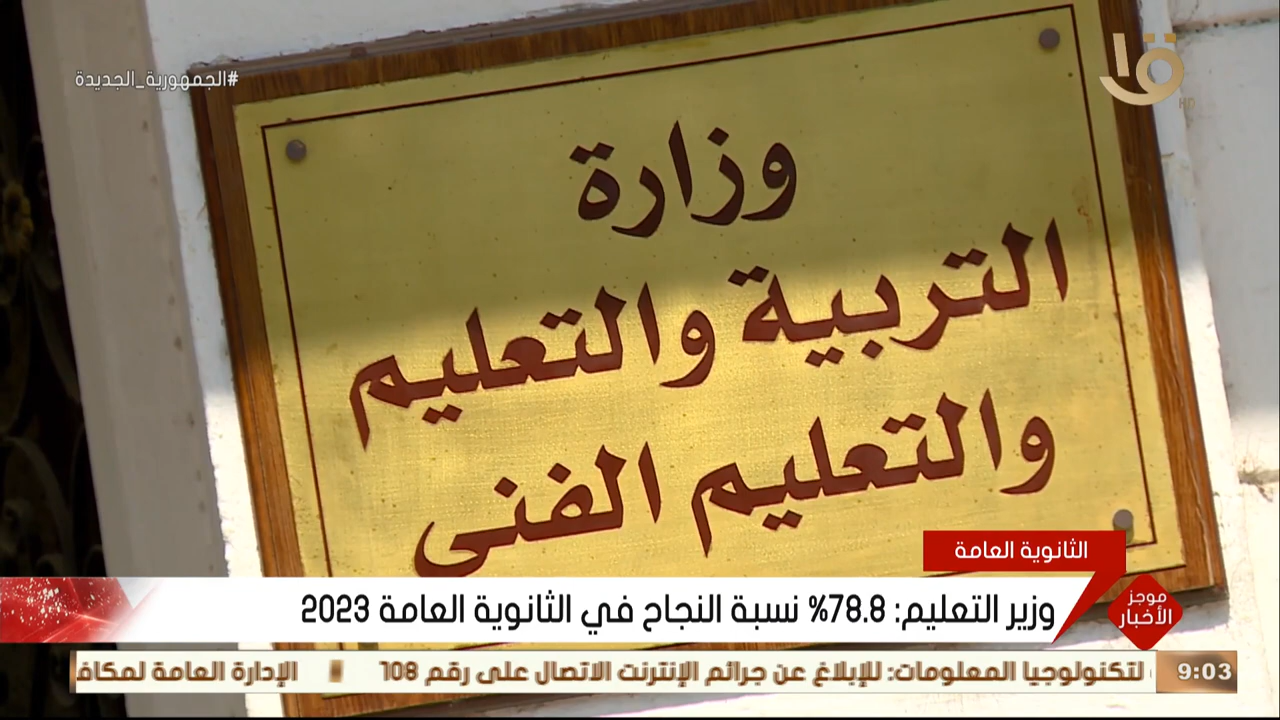 #الجمهورية_الجديدة
HD
وزارة
التربية والتعليم
والتعليم الفنى
الثانوية العامة
موجز
الأخبار
وزير التعليم: 78.8% نسبة النجاح في الثانوية العامة 2023
9:03
لتكنولوجيا المعلومات: للإبلاغ عن جرائم الإنترنت الاتصال على رقم 108
الإدارة العامة لمكاف